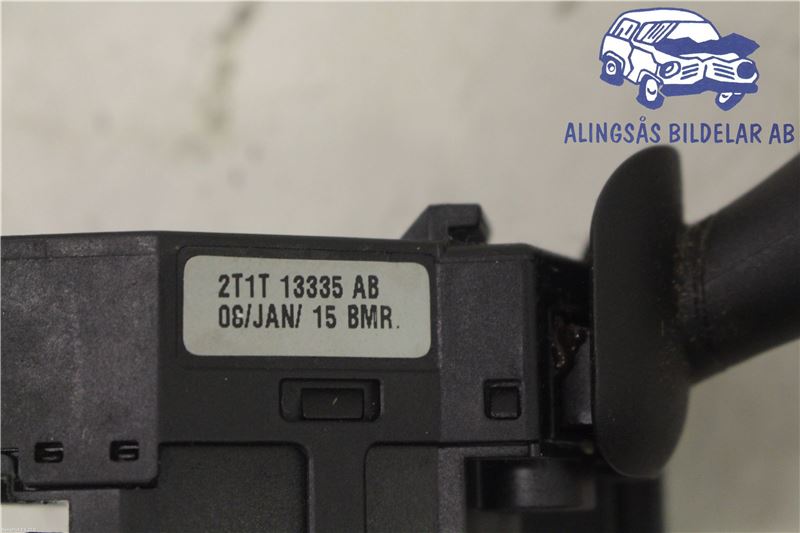 ALINGSÅS BILDELAR AB
2T1T 13335 AB
06/JAN/ 15 BMR.